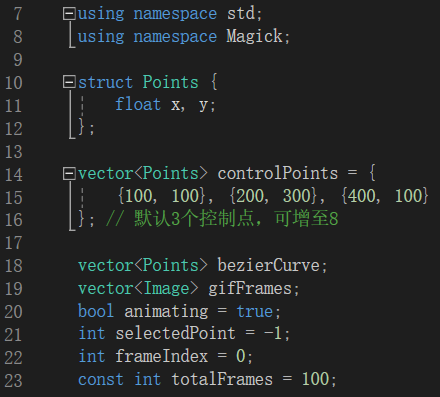 7 using namespace std;
8 using namespace Magick;
9
10 struct Points {
11 float x, y;
12 };
13
14 vector<Points> controlPoints = {
15 {100, 100}, {200, 300}, {400, 100}
16 }; // 默认3个控制点，可增至8
17
18 vector<Points> bezierCurve;
19 vector<Image> gifFrames;
20 bool animating = true;
21 int selectedPoint = -1;
22 int frameIndex = 0;
23 const int totalFrames = 100;